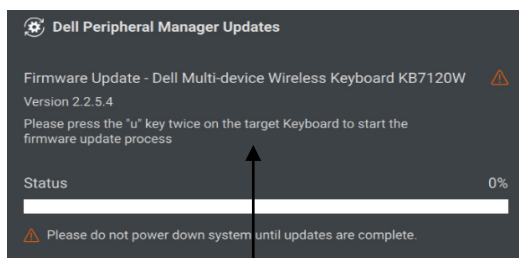 Dell Peripheral Manager Updates
Firmware Update - Dell Multi-device Wireless Keyboard KB7120W
Version 2.2.5.4
Please press the "u" key twice on the target Keyboard to start the
firmware update process
Status 0%
Please do not power down system until updates are complete.